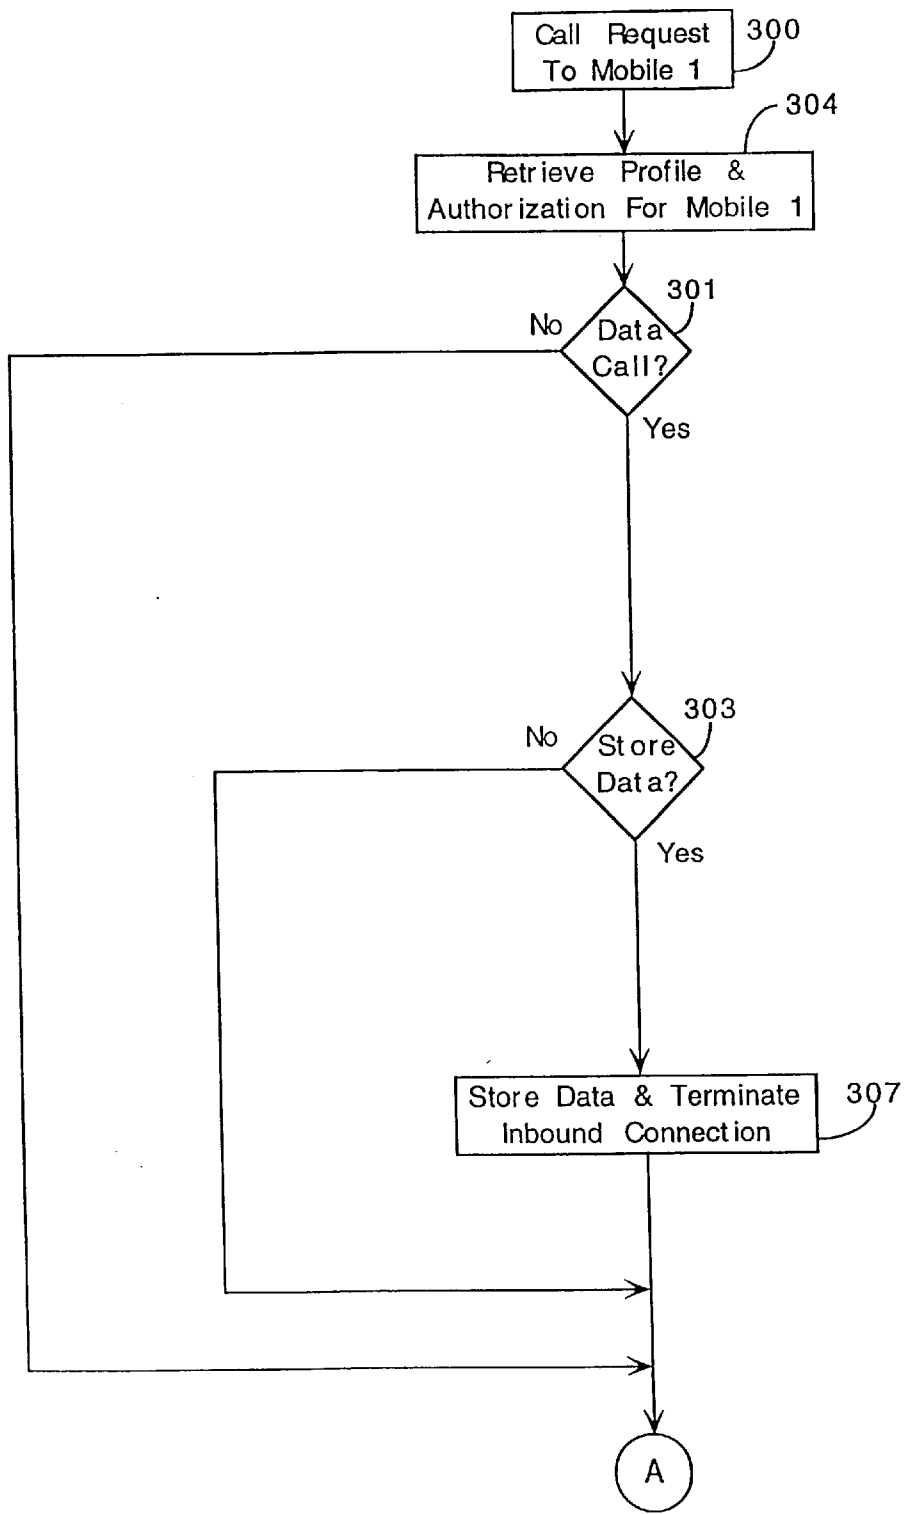 Call Request
To Mobile 1
300
304
Retrieve Profile &
Authorization For Mobile 1
301
No
Data
Call?
Yes
303
No
Store
Data?
Yes
Store Data & Terminate
Inbound Connection
307
A